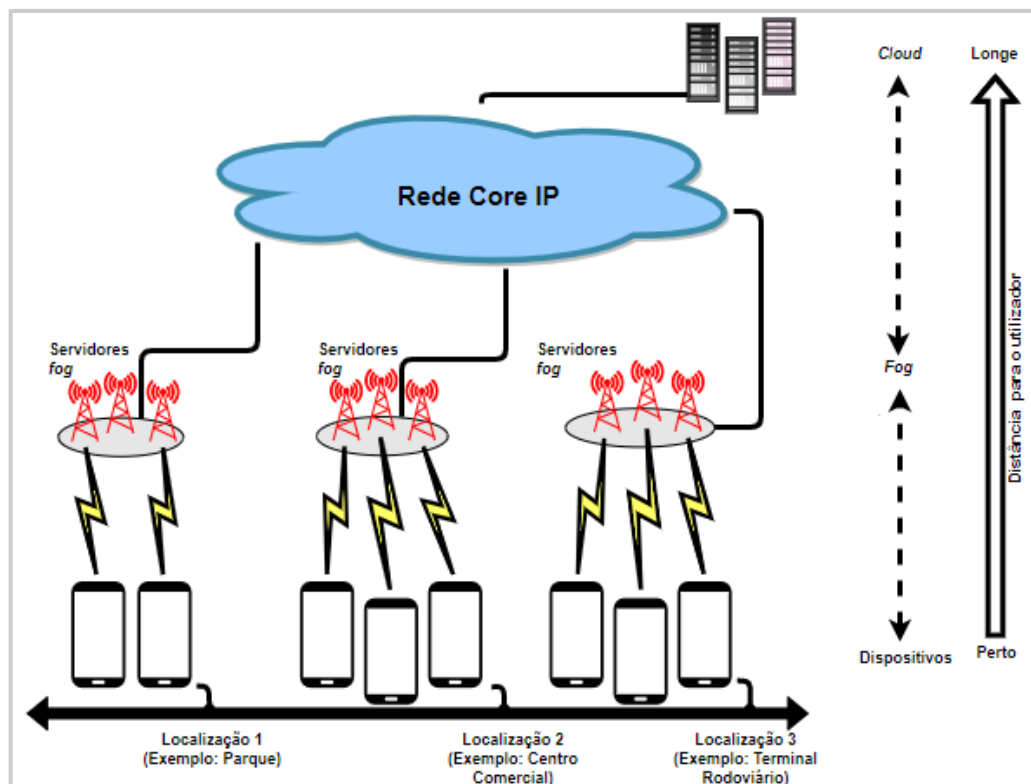 Cloud
Longe
Rede Core IP
Distância para o utilizador
Servidores
fog
Servidores
fog
Servidores
fog
Fog
Dispositivos
Perto
Localização 1
(Exemplo: Parque)
Localização 2
(Exemplo: Centro
Comercial)
Localização 3
(Exemplo: Terminal
Rodoviário)